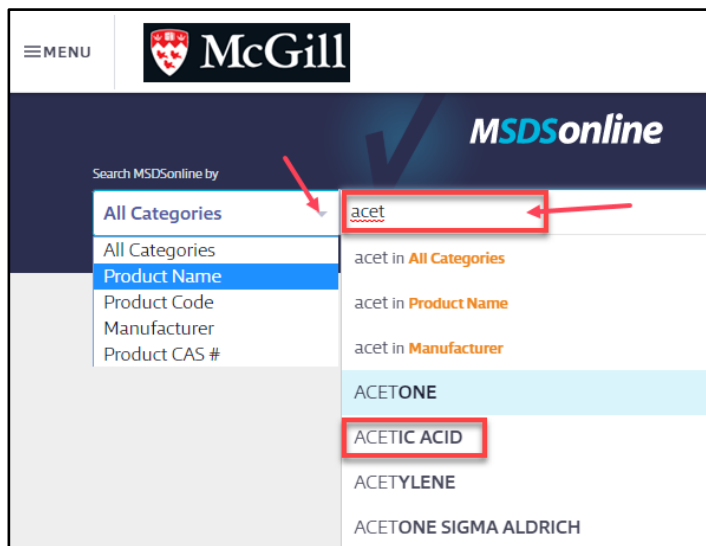 MENU
McGill
MSDSonline
Search MSDSonline by
All Categories
acet
All Categories
Product Name
Product Code
Manufacturer
Product CAS #
acet in All Categories
acet in Product Name
acet in Manufacturer
ACETONE
ACETIC ACID
ACETYLENE
ACETONE SIGMA ALDRICH